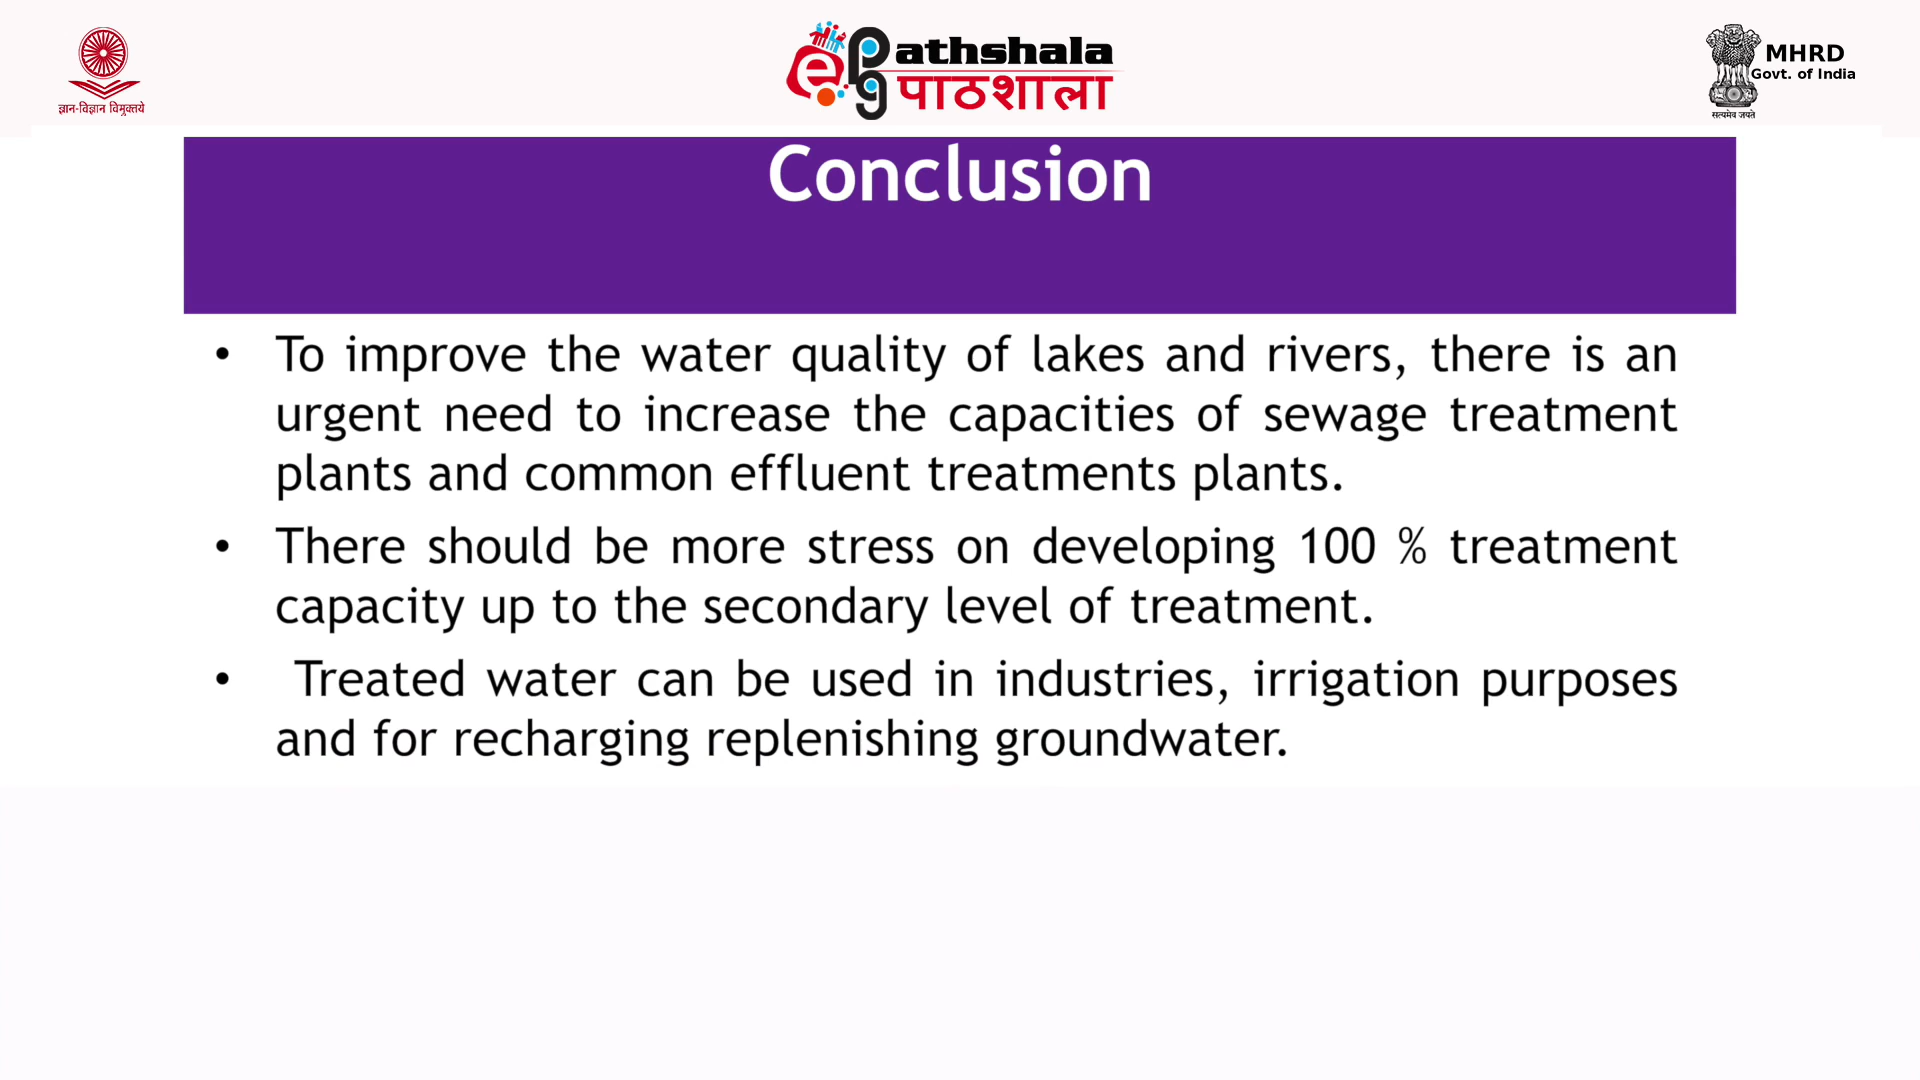 ज्ञान-विज्ञान विमुक्तये
e pg athshala
पाठशाला
MHRD
Govt. of India
सत्यमेव जयते
Conclusion
• To improve the water quality of lakes and rivers, there is an
urgent need to increase the capacities of sewage treatment
plants and common effluent treatments plants.
• There should be more stress on developing 100 % treatment
capacity up to the secondary level of treatment.
• Treated water can be used in industries, irrigation purposes
and for recharging replenishing groundwater.